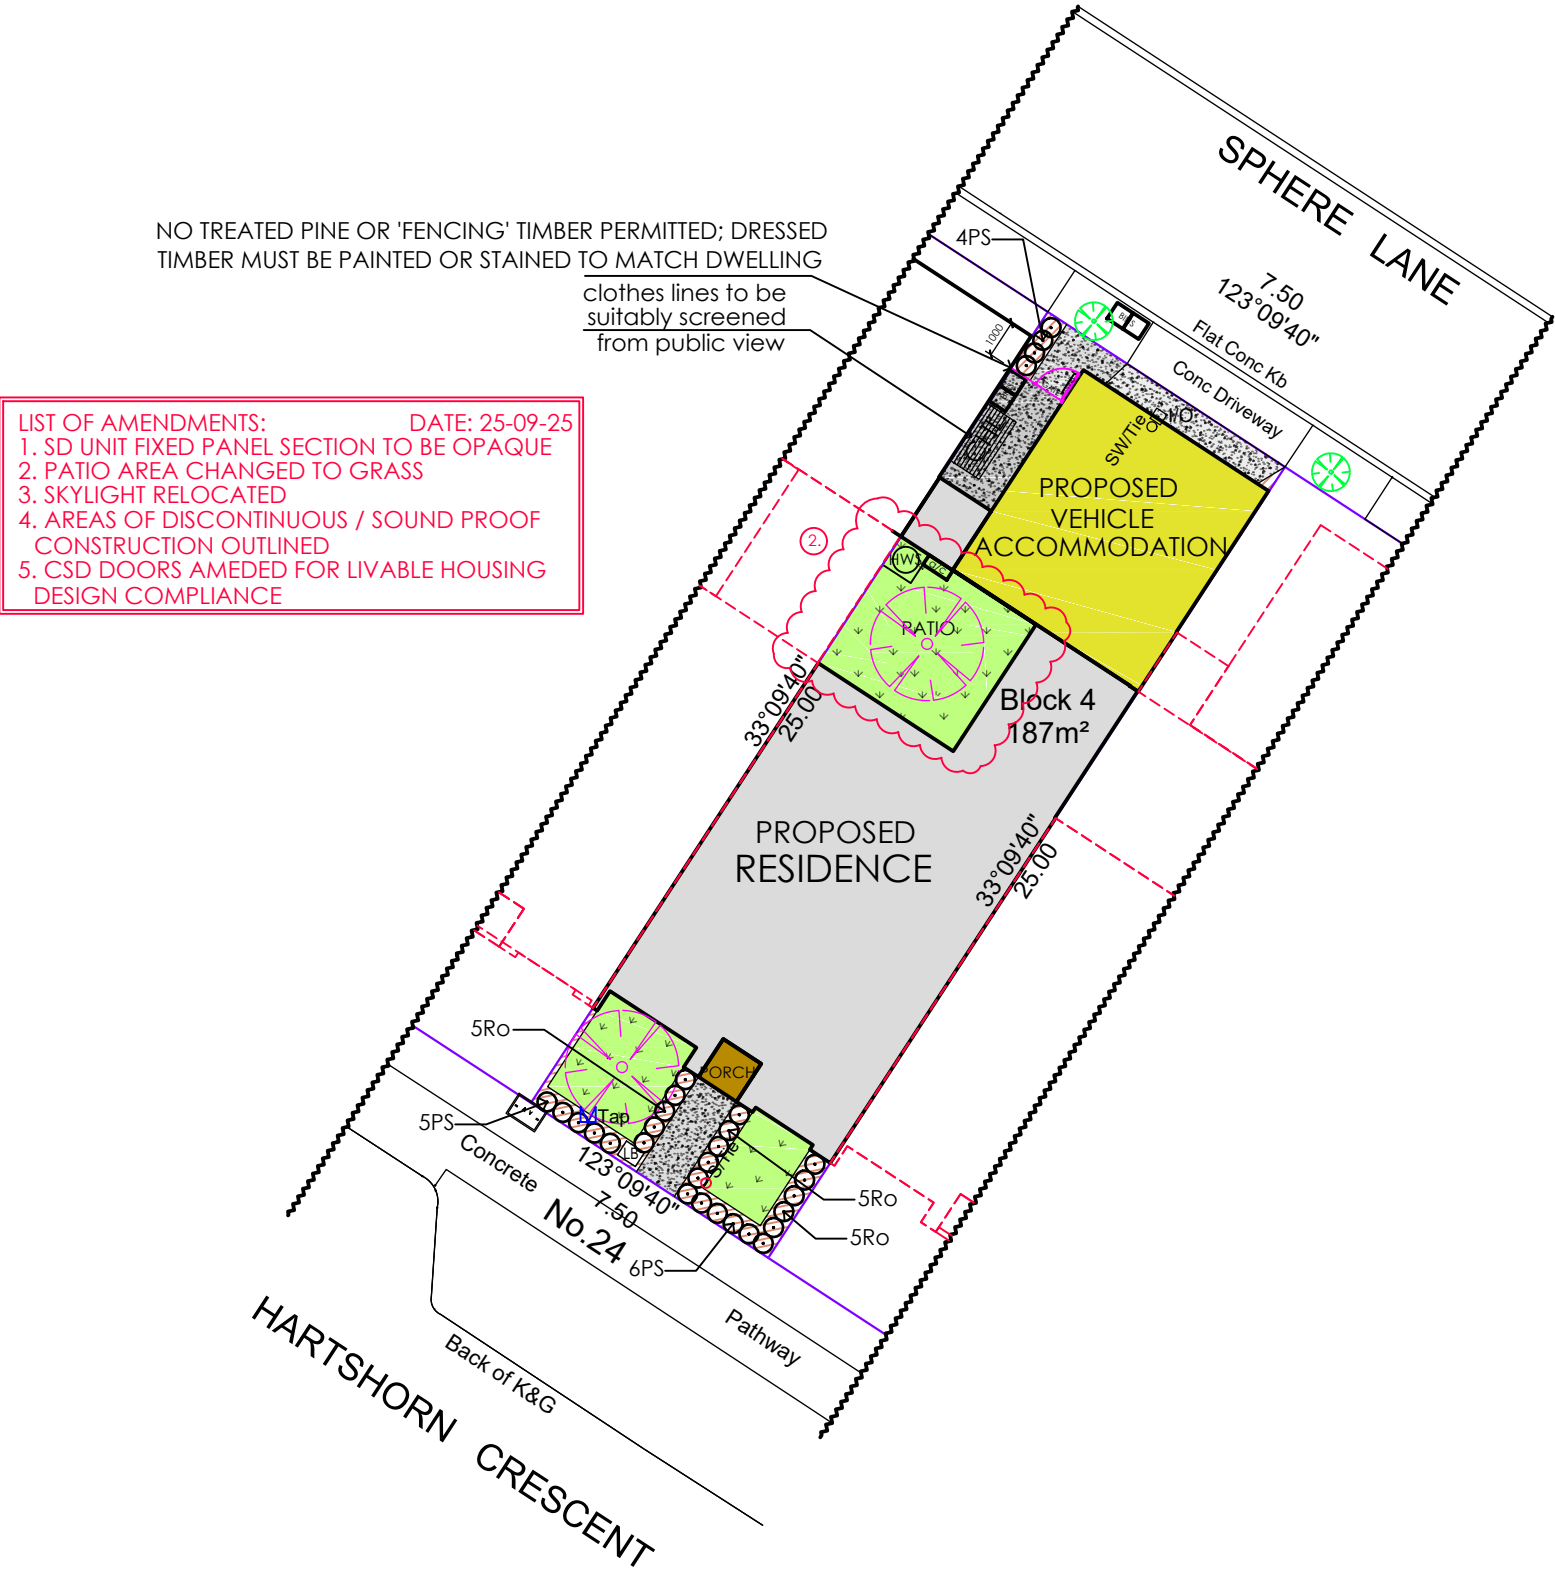 SPHERE LANE
7.50
123°09'40"
Flat Conc Kb
Conc Driveway
4PS
NO TREATED PINE OR 'FENCING' TIMBER PERMITTED; DRESSED
TIMBER MUST BE PAINTED OR STAINED TO MATCH DWELLING
clothes lines to be
suitably screened
from public view
1000
LIST OF AMENDMENTS: DATE: 25-09-25
1. SD UNIT FIXED PANEL SECTION TO BE OPAQUE
2. PATIO AREA CHANGED TO GRASS
3. SKYLIGHT RELOCATED
4. AREAS OF DISCONTINUOUS / SOUND PROOF
CONSTRUCTION OUTLINED
5. CSD DOORS AMEDED FOR LIVABLE HOUSING
DESIGN COMPLIANCE
SW/Tie
PROPOSED
VEHICLE
ACCOMMODATION
2.
HWS
PATIO
33°09'40"
25.00
Block 4
187m²
PROPOSED
RESIDENCE
33°09'40"
25.00
5Ro
PORCH
5PS
Tap
LB
S/Tie
Concrete
123°09'40"
7.50
No.24
6PS
5Ro
5Ro
Pathway
Back of K&G
HARTSHORN CRESCENT